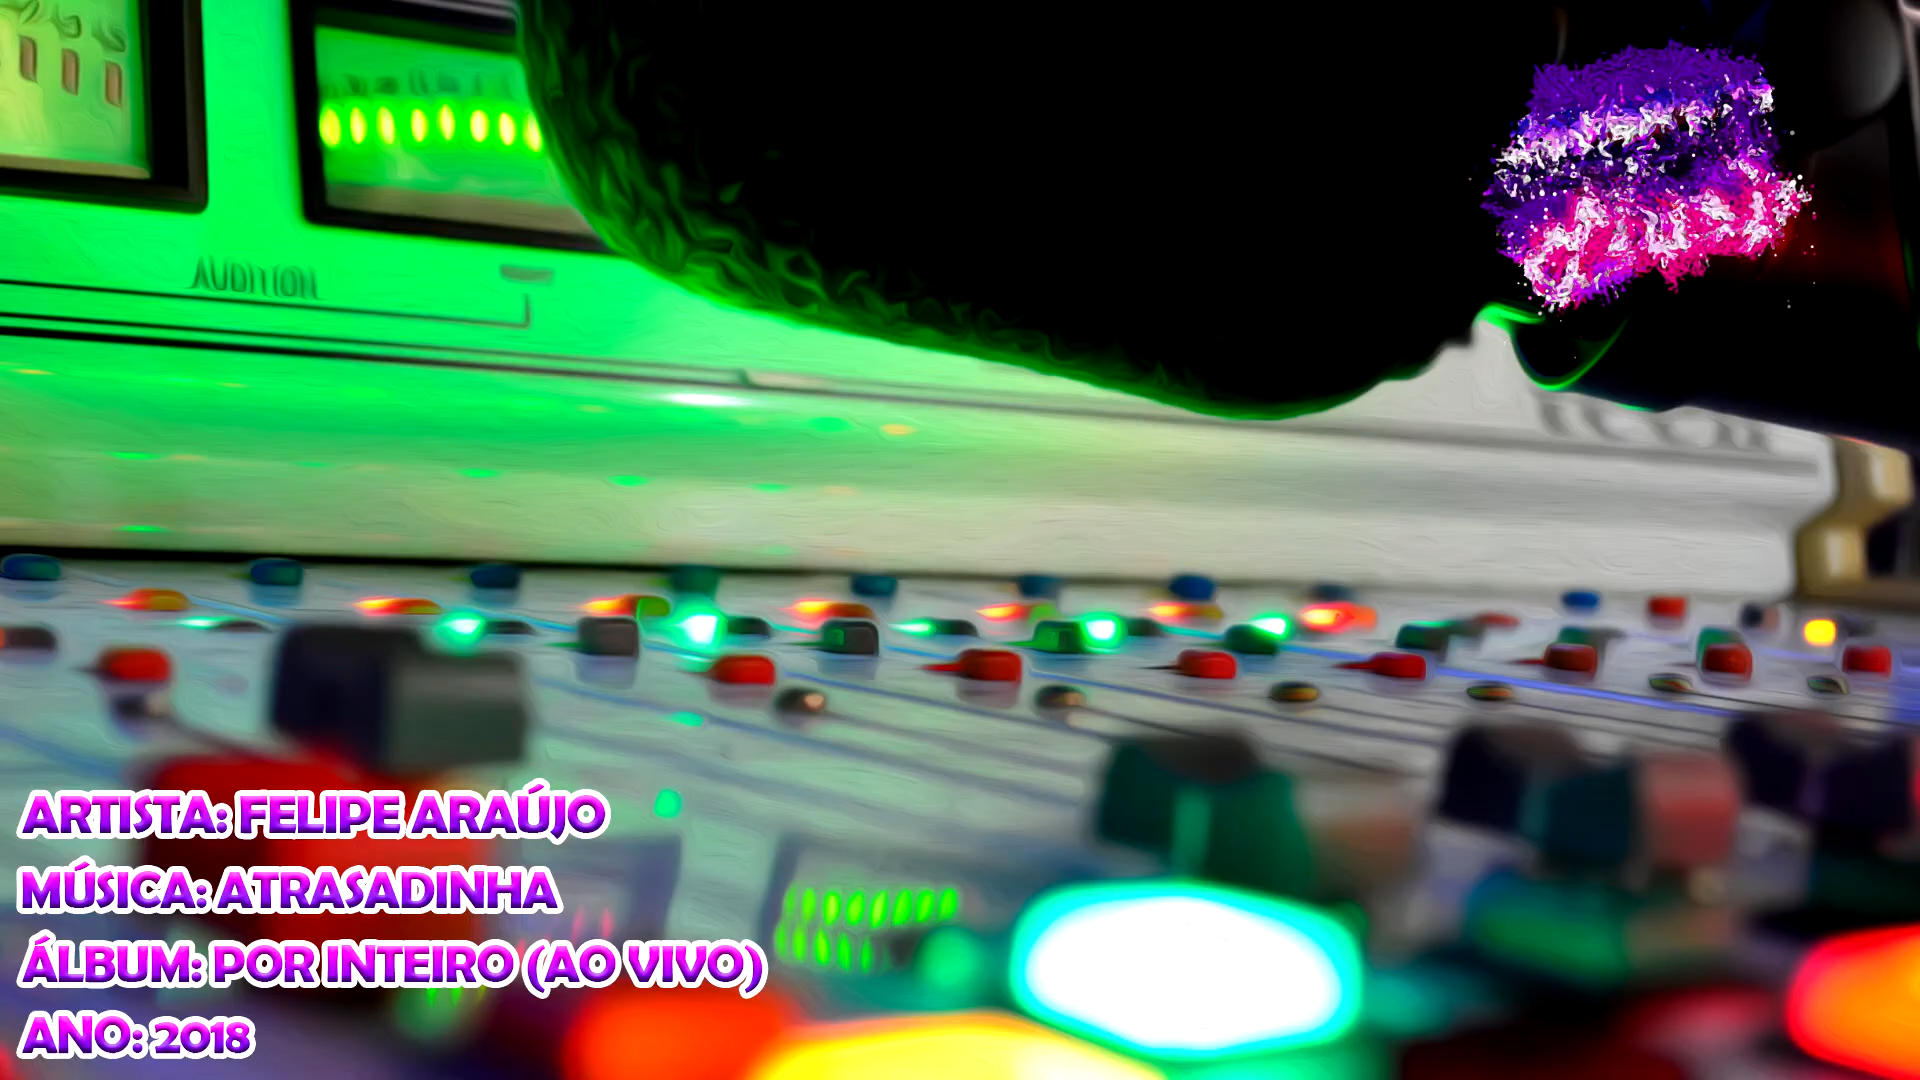 AUDITION
ARTISTA: FELIPE ARAÚJO
MÚSICA: ATRASADINHA
ÁLBUM: POR INTEIRO (AO VIVO)
ANO: 2018